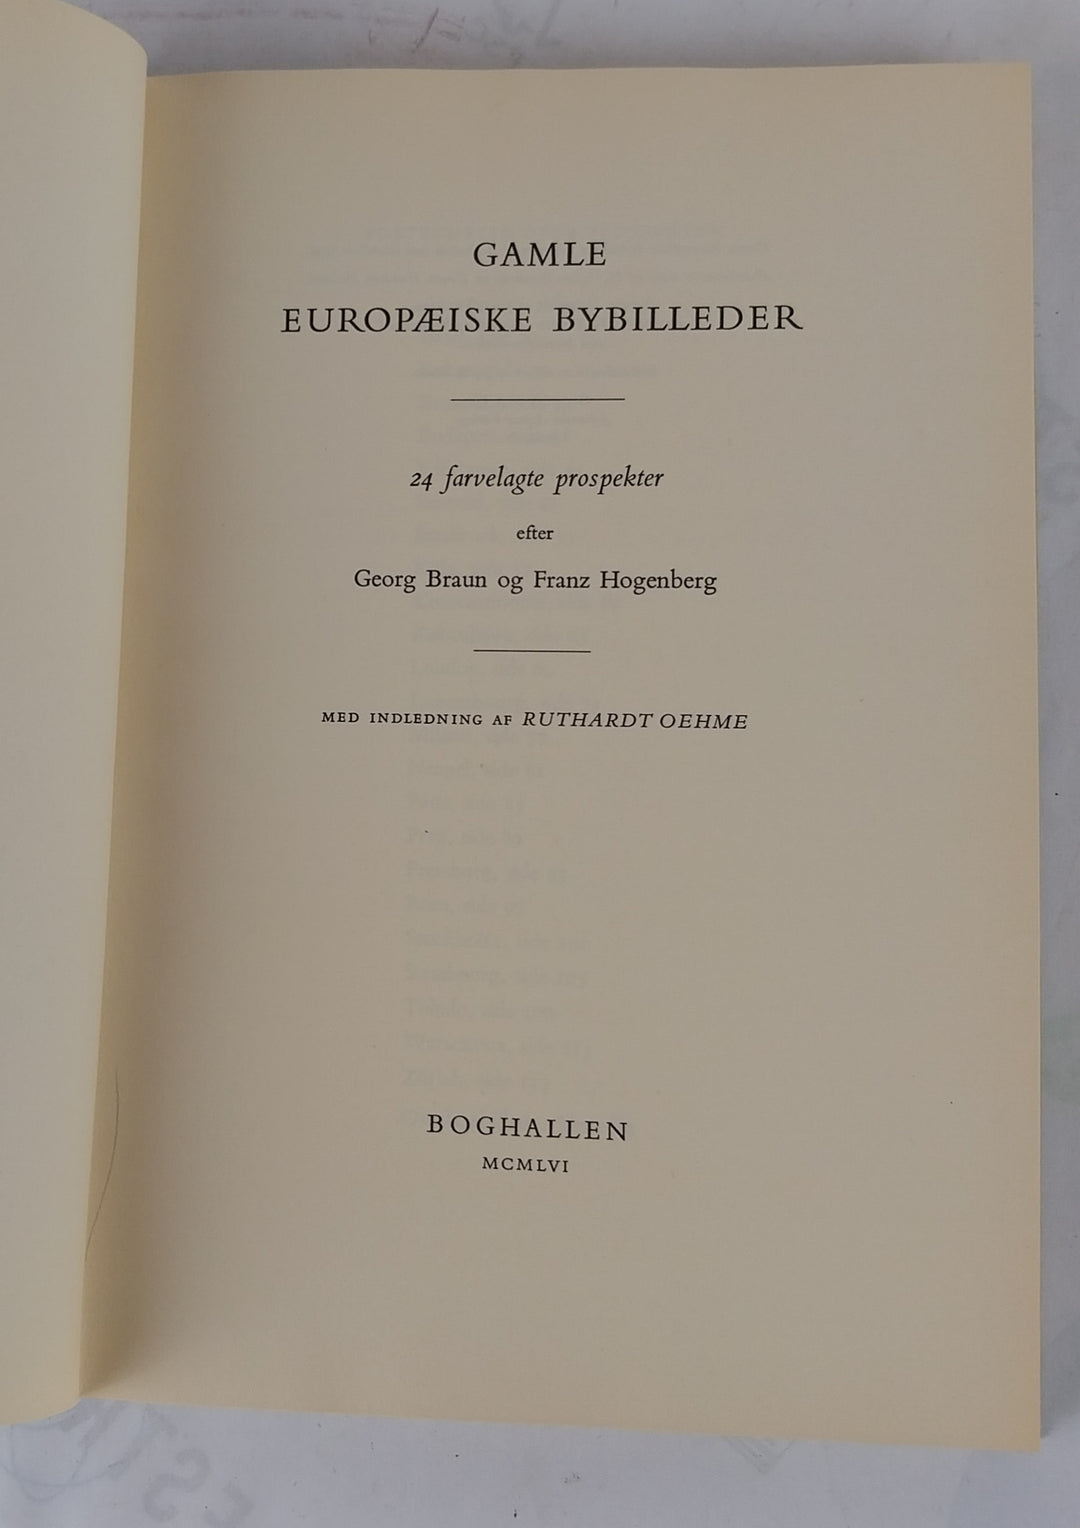 GAMLE
EUROPÆISKE BYBILLEDER
24 farvelagte prospekter
efter
Georg Braun og Franz Hogenberg
MED INDLEDNING AF RUTHARDT OEHME
BOGHALLEN
MCMLVI